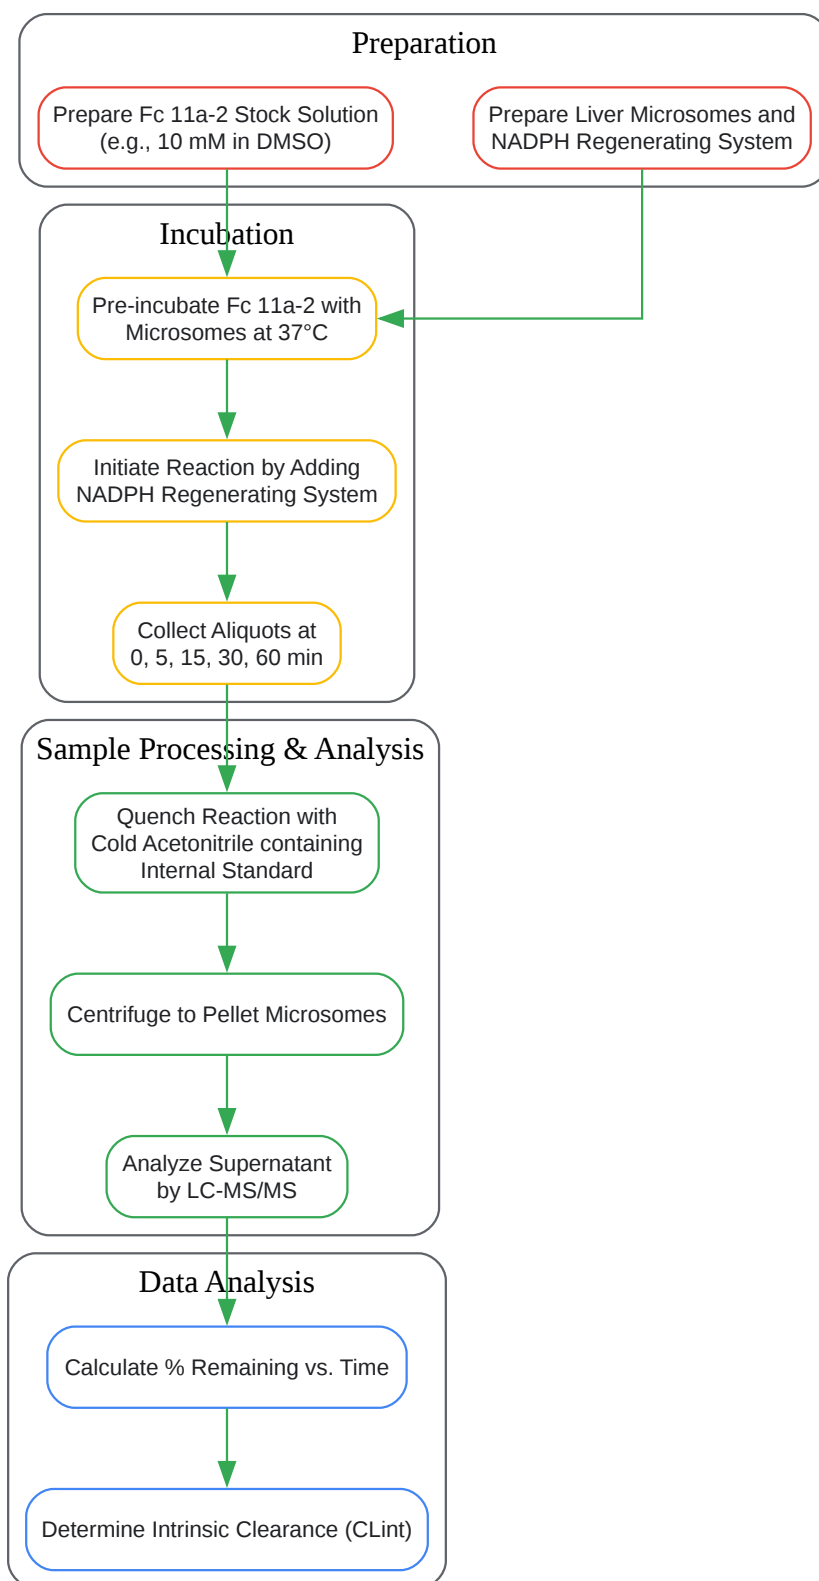 Preparation
Prepare Fc 11a-2 Stock Solution
(e.g., 10 mM in DMSO)
Prepare Liver Microsomes and
NADPH Regenerating System
Incubation
Pre-incubate Fc 11a-2 with
Microsomes at 37°C
Initiate Reaction by Adding
NADPH Regenerating System
Collect Aliquots at
0, 5, 15, 30, 60 min
Sample Processing & Analysis
Quench Reaction with
Cold Acetonitrile containing
Internal Standard
Centrifuge to Pellet Microsomes
Analyze Supernatant
by LC-MS/MS
Data Analysis
Calculate % Remaining vs. Time
Determine Intrinsic Clearance (CLint)